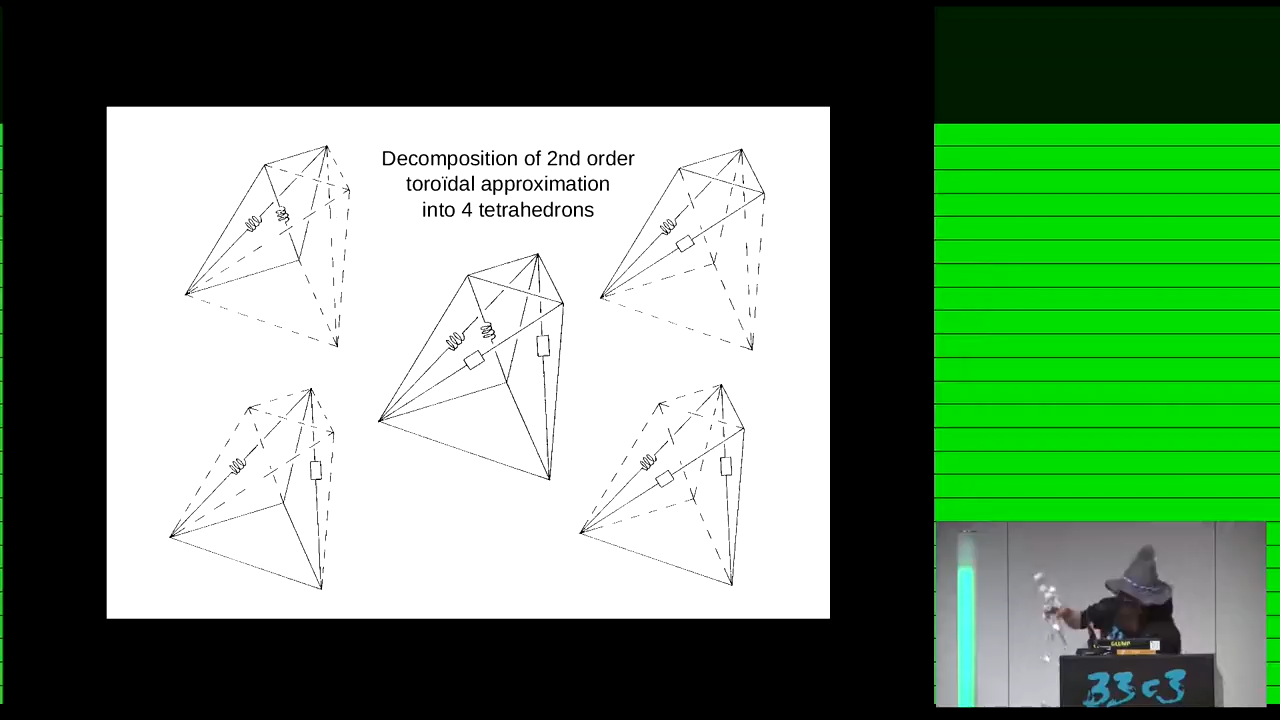 Decomposition of 2nd order
toroïdal approximation
into 4 tetrahedrons
33c3